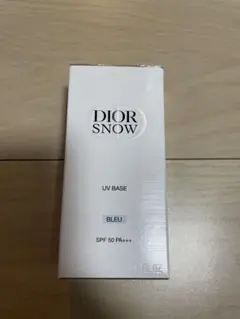 DIOR
SNOW
UV BASE
BLEU
SPF 50 PA+++